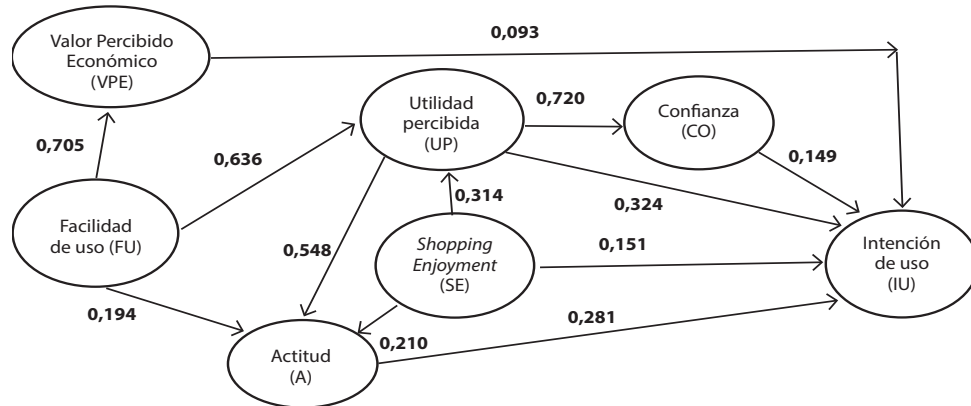 0,093
Valor Percibido
Económico
(VPE)
Utilidad
percibida
(UP)
0,720
Confianza
(CO)
0,705
0,636
0,149
0,314
0,324
Facilidad
de uso (FU)
0,548
Shopping
Enjoyment
(SE)
0,151
Intención
de uso
(IU)
0,194
0,281
0,210
Actitud
(A)